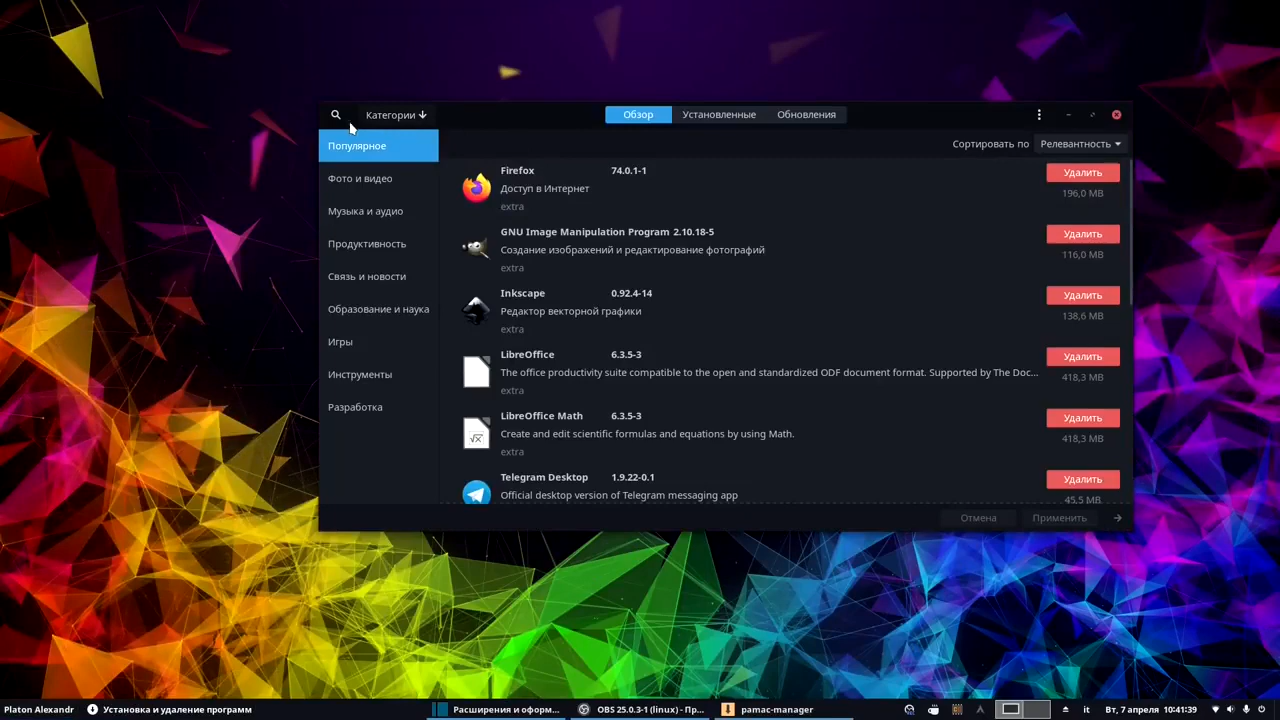 Категории
Обзор
Установленные
Обновления
Популярное
Сортировать по
Релевантность
Фото и видео
Музыка и аудио
Продуктивность
Связь и новости
Образование и наука
Игры
Инструменты
Разработка
Firefox 74.0.1-1
Доступ в Интернет
extra
Удалить
196,0 MB
GNU Image Manipulation Program 2.10.18-5
Создание изображений и редактирование фотографий
extra
Удалить
116,0 MB
Inkscape 0.92.4-14
Редактор векторной графики
extra
Удалить
138,6 MB
LibreOffice 6.3.5-3
The office productivity suite compatible to the open and standardized ODF document format. Supported by The Doc...
extra
Удалить
418,3 MB
LibreOffice Math 6.3.5-3
Create and edit scientific formulas and equations by using Math.
extra
Удалить
418,3 MB
Telegram Desktop 1.9.22-0.1
Official desktop version of Telegram messaging app
Удалить
45,5 MB
Отмена
Применить
Platon Alexandr
Установка и удаление программ
Расширения и оформ...
OBS 25.0.3-1 (linux) - Пр...
pamac-manager
it
Вт, 7 апреля, 10:41:39